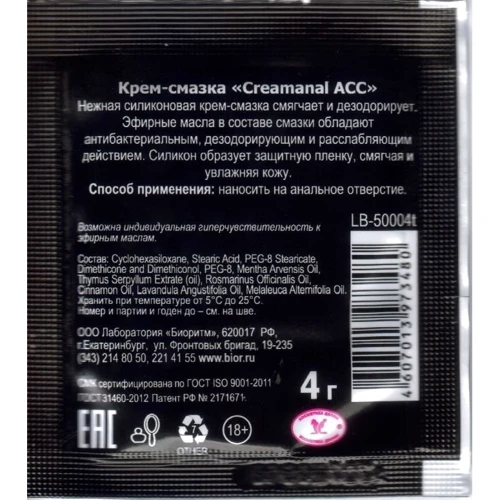 Крем-смазка «Creamanal ACC»
Нежная силиконовая крем-смазка смягчает и дезодорирует.
Эфирные масла в составе смазки обладают
антибактериальным, дезодорирующим и расслабляющим
действием. Силикон образует защитную пленку, смягчая и
увлажняя кожу.
Способ применения: наносить на анальное отверстие.
LB-50004t
Возможна индивидуальная гиперчувствительность к
эфирным маслам.
Состав: Cyclohexasiloxane, Stearic Acid, PEG-8 Stearicate,
Dimethicone and Dimethiconol, PEG-8, Mentha Arvensis Oil,
Thymus Serpyllum Extrate (oil), Rosmarinus Officinalis Oil,
Cinnamon Oil, Lavandula Angustifolia Oil, Melaleuca Alternifolia Oil.
Хранить при температуре от 5°С до 25°С.
Номер и партии и годен до – см. на шве.
ООО Лаборатория «Биоритм», 620017 РФ,
г.Екатеринбург, ул. Фронтовых бригад, 19-235
(343) 214 80 50, 221 41 55 www.bior.ru
СМК сертифицирована по ГОСТ ISO 9001-2011
ГОСТ 31460-2012 Патент РФ № 2171671.
4 г
4607013973480
EAC
7
OTHER
18+